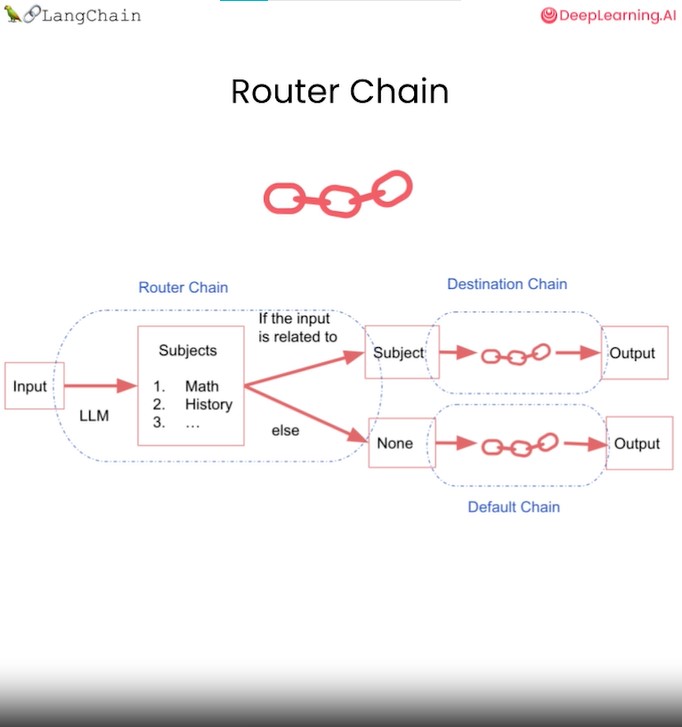 LangChain
DeepLearning.AI
Router Chain
Router Chain
Destination Chain
If the input
is related to
Input
LLM
Subjects
1. Math
2. History
3. ...
else
Subject
Output
None
Output
Default Chain